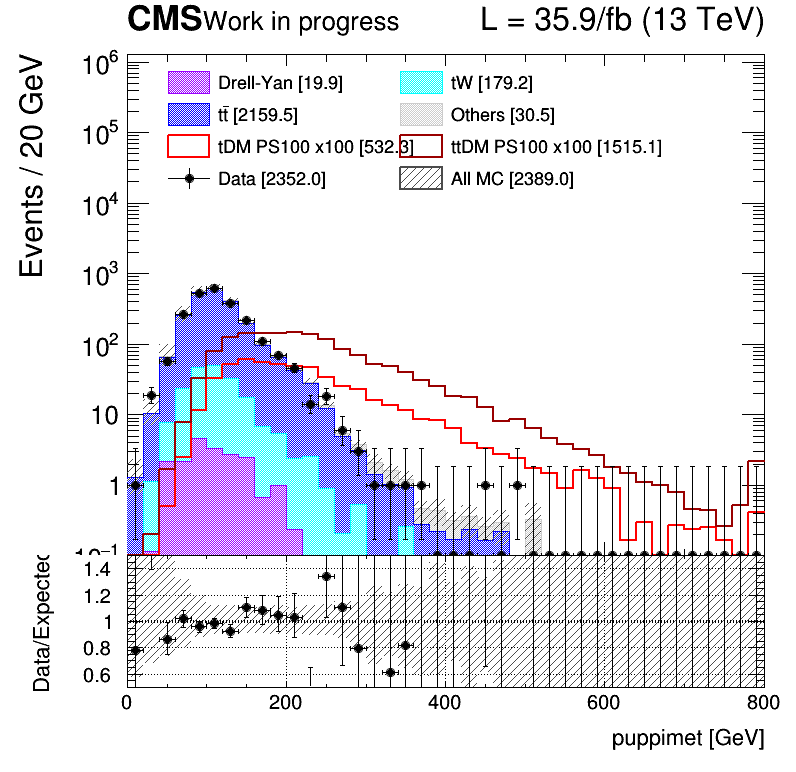 CMS Work in progress L = 35.9/fb (13 TeV)
Events / 20 GeV
10⁶
10⁵
10⁴
10³
10²
10
1
10⁻¹
Drell-Yan [19.9] tW [179.2]
tt̄ [2159.5] Others [30.5]
tDM PS100 x100 [532.3] ttDM PS100 x100 [1515.1]
Data [2352.0] All MC [2389.0]
Data/Expected
1.4
1.2
1
0.8
0.6
0 200 400 600 800
puppimet [GeV]